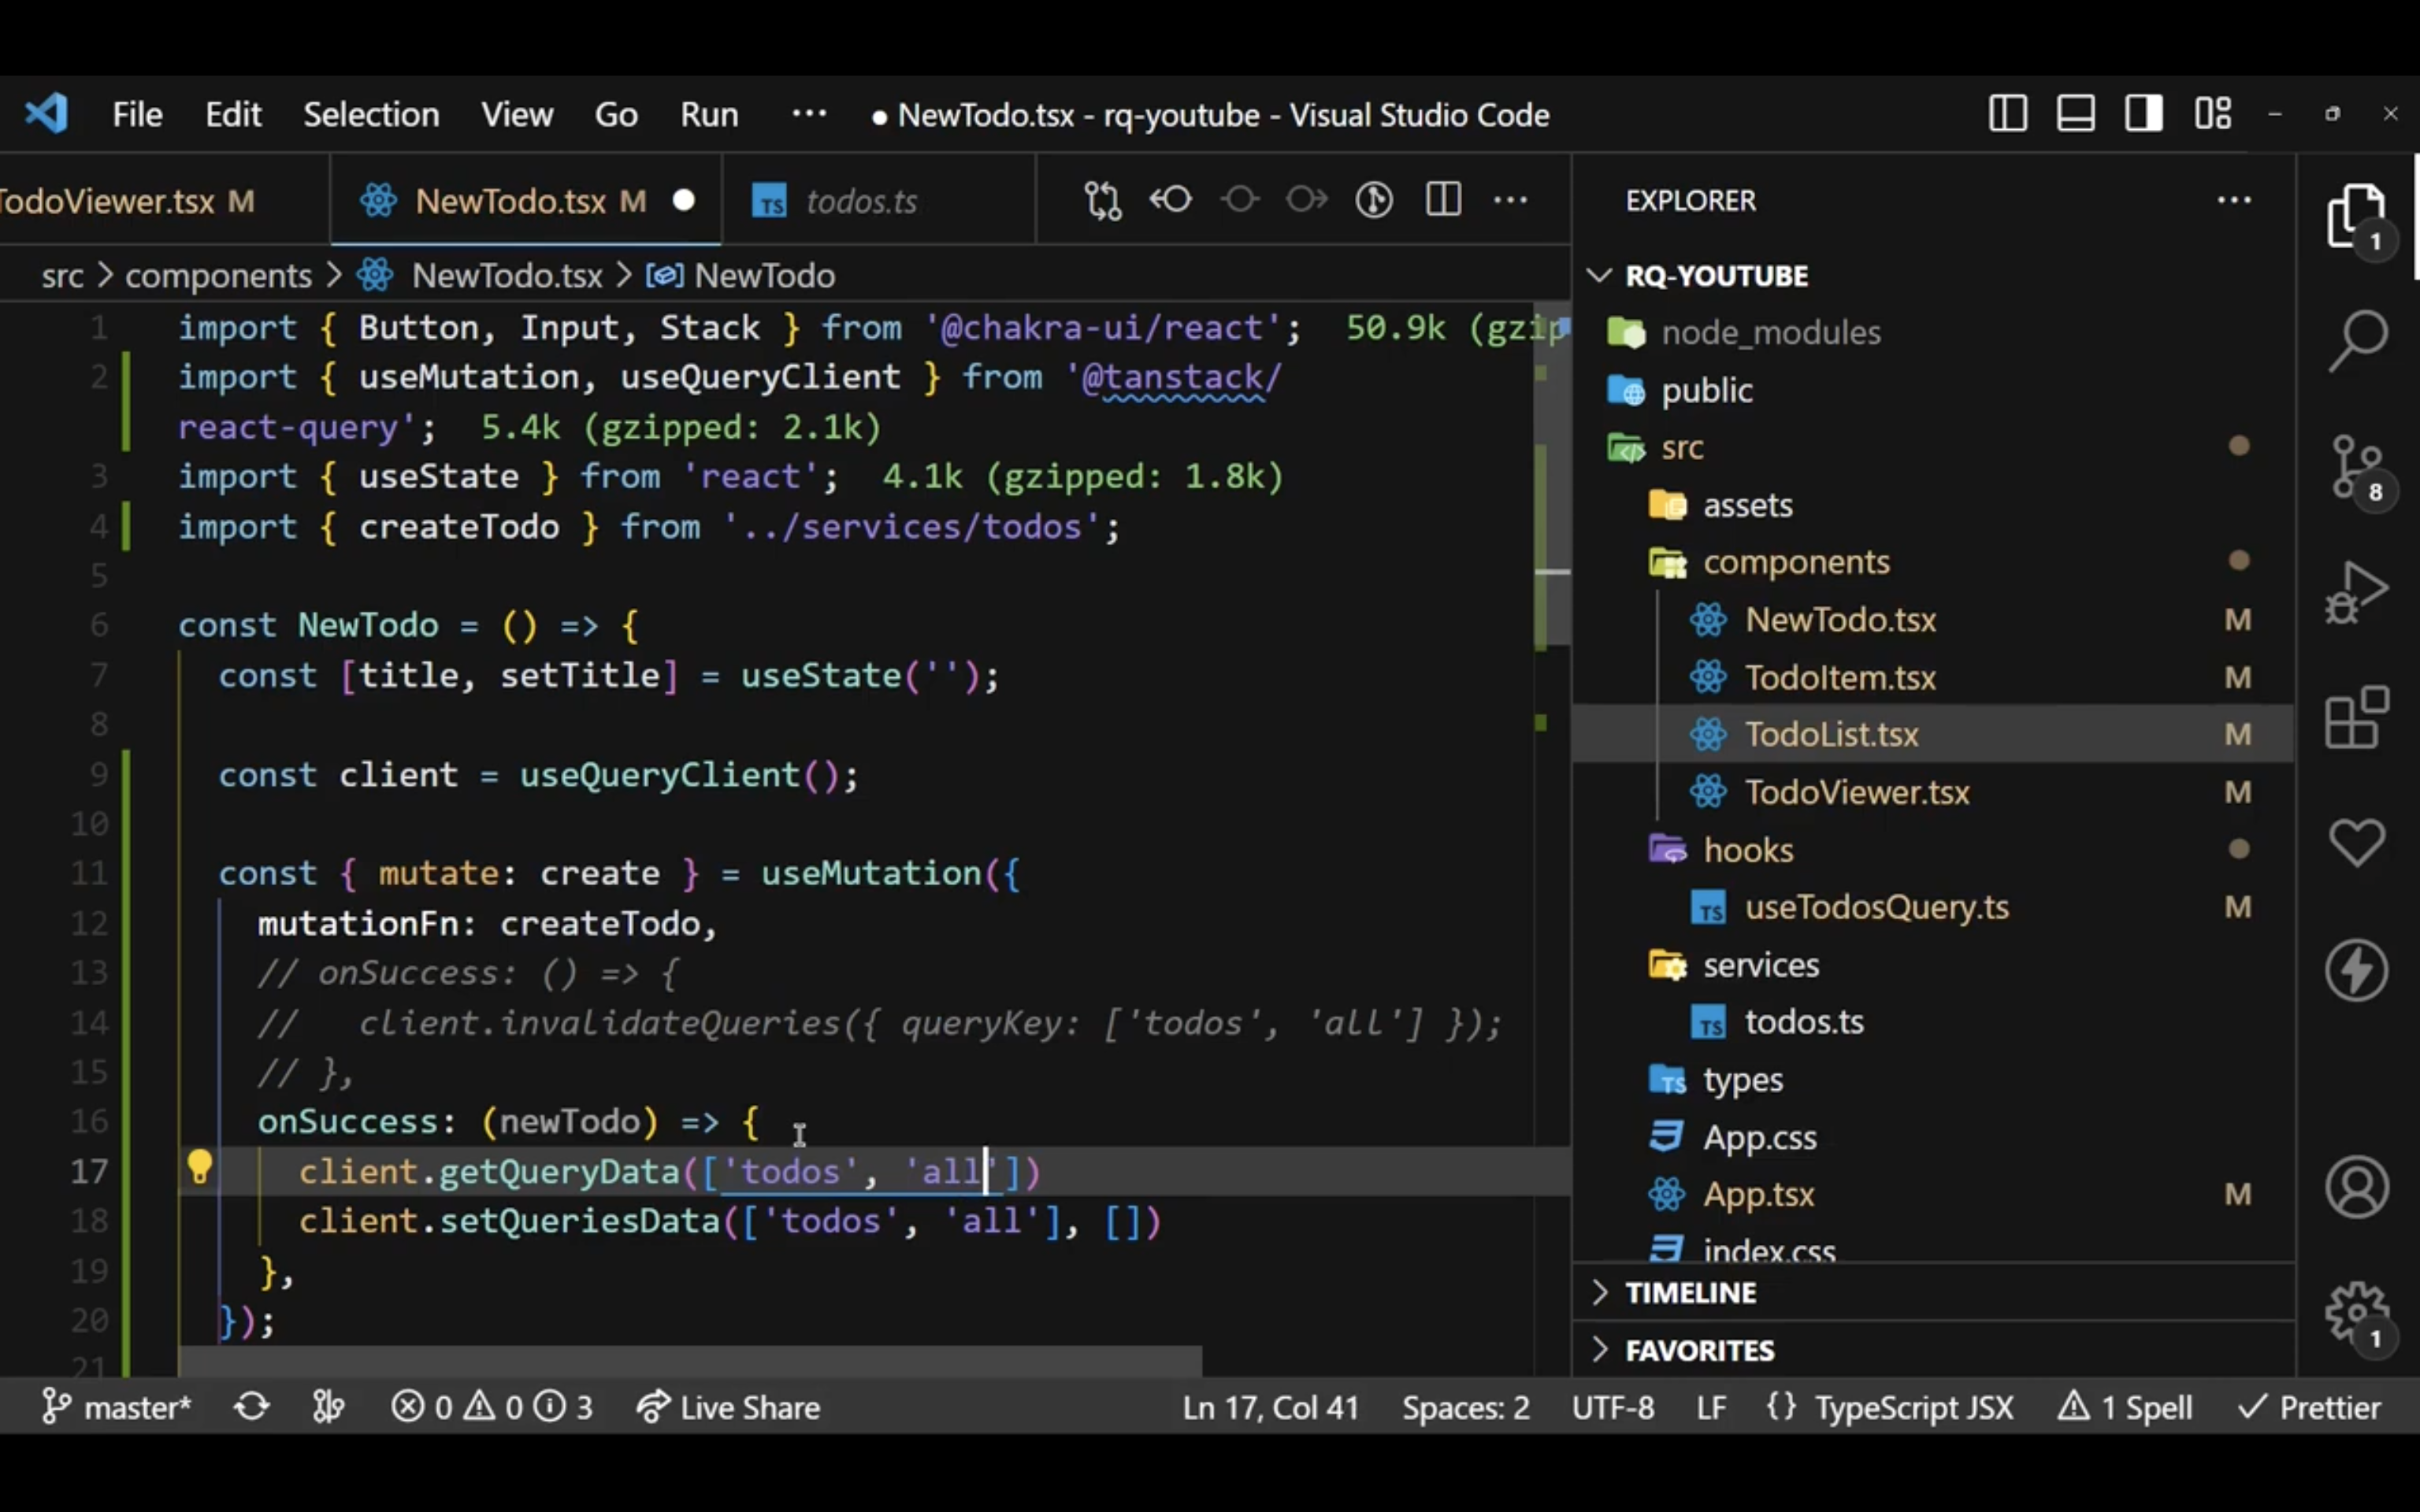 File Edit Selection View Go Run ··· ● NewTodo.tsx - rq-youtube - Visual Studio Code
TodoViewer.tsx M
NewTodo.tsx M
todos.ts
src > components > NewTodo.tsx > NewTodo
1 import { Button, Input, Stack } from '@chakra-ui/react'; 50.9k (gzip
2 import { useMutation, useQueryClient } from '@tanstack/
react-query'; 5.4k (gzipped: 2.1k)
3 import { useState } from 'react'; 4.1k (gzipped: 1.8k)
4 import { createTodo } from '../services/todos';
5
6 const NewTodo = () => {
7 const [title, setTitle] = useState('');
8
9 const client = useQueryClient();
10
11 const { mutate: create } = useMutation({
12 mutationFn: createTodo,
13 // onSuccess: () => {
14 //   client.invalidateQueries({ queryKey: ['todos', 'all'] });
15 // },
16 onSuccess: (newTodo) => {
17 client.getQueryData(['todos', 'all'])
18 client.setQueriesData(['todos', 'all'], [])
19 },
20 });
21
EXPLORER ···
RQ-YOUTUBE
node_modules
public
src
assets
components
NewTodo.tsx M
TodoItem.tsx M
TodoList.tsx M
TodoViewer.tsx M
hooks
useTodosQuery.ts M
services
todos.ts
types
App.css
App.tsx M
index.css
TIMELINE
FAVORITES
1
8
1
master* 0 0 3 Live Share Ln 17, Col 41 Spaces: 2 UTF-8 LF {} TypeScript JSX 1 Spell Prettier